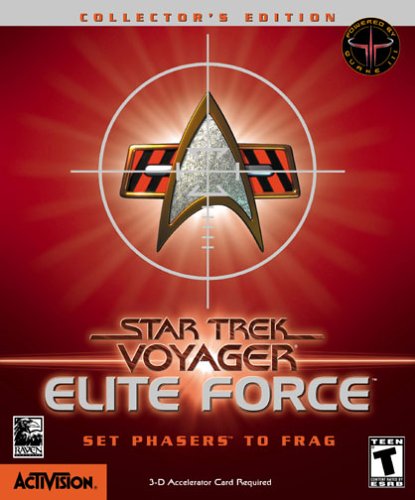 COLLECTOR'S EDITION
POWERED BY
QUAKE III
STAR TREK
VOYAGER
ELITE FORCE™
SET PHASERS™ TO FRAG
RAVEN
ACTIVISION.
3-D Accelerator Card Required
TEEN
T
CONTENT RATED BY
ESRB